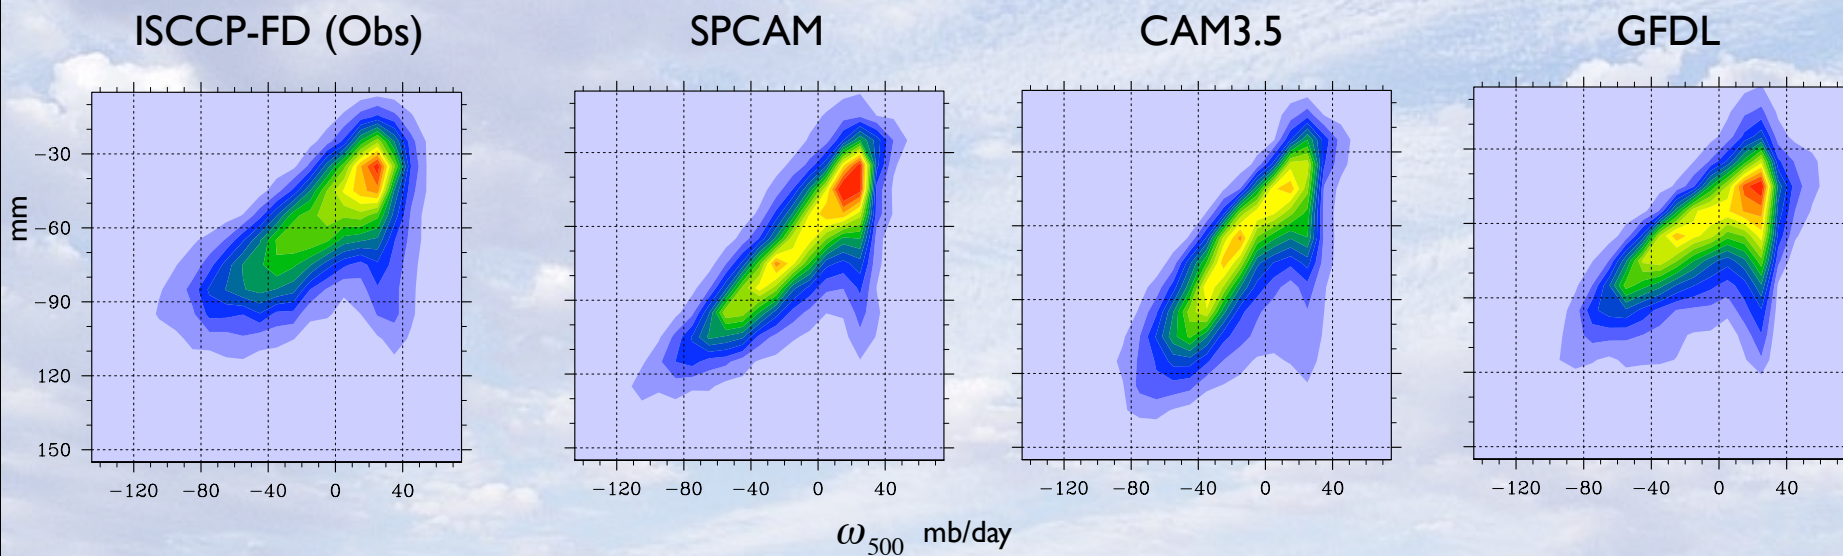 ISCCP-FD (Obs) SPCAM CAM3.5 GFDL
mm
−30
−60
−90
120
150
−120 −80 −40 0 40 −120 −80 −40 0 40 −120 −80 −40 0 40 −120 −80 −40 0 40
ω500 mb/day